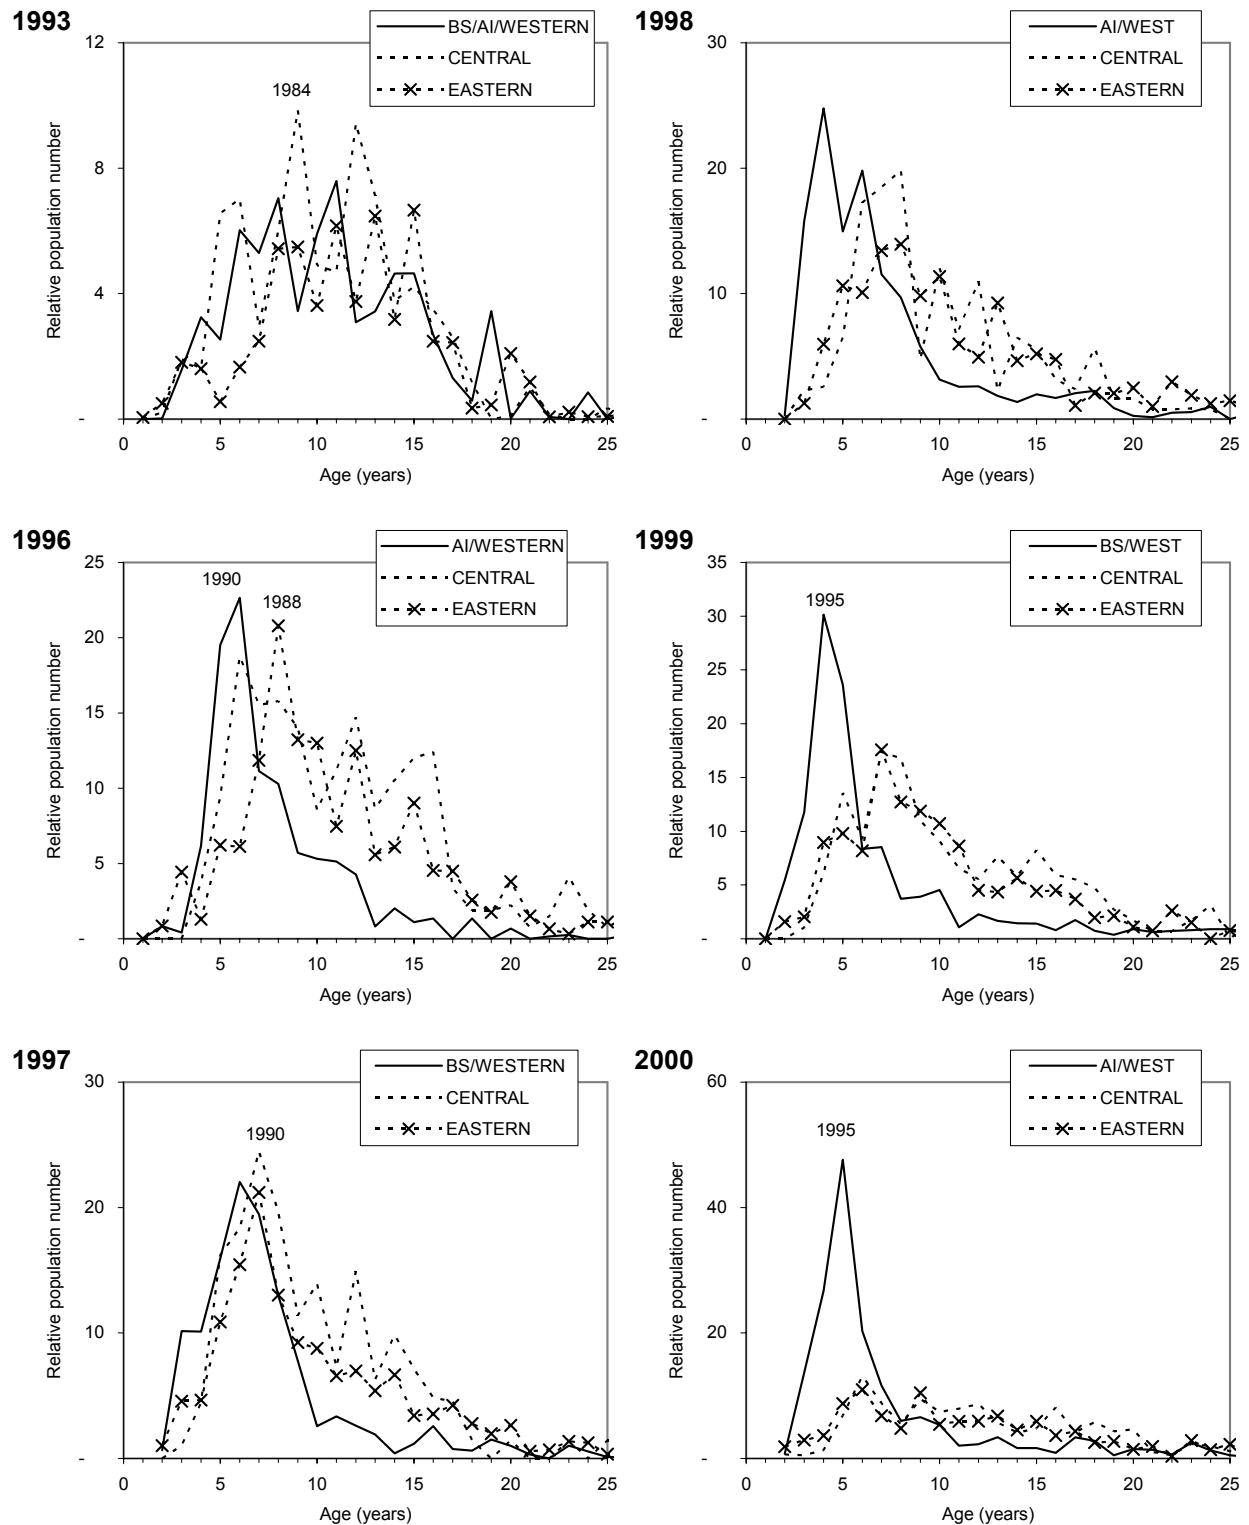 1993
BS/AI/WESTERN
CENTRAL
EASTERN
1984
Relative population number
12
8
4
-
0 5 10 15 20 25
Age (years)
1998
AI/WEST
CENTRAL
EASTERN
Relative population number
30
20
10
-
0 5 10 15 20 25
Age (years)
1996
AI/WESTERN
CENTRAL
EASTERN
1990
1988
Relative population number
25
20
15
10
5
-
0 5 10 15 20 25
Age (years)
1999
BS/WEST
CENTRAL
EASTERN
1995
Relative population number
35
30
25
20
15
10
5
-
0 5 10 15 20 25
Age (years)
1997
BS/WESTERN
CENTRAL
EASTERN
1990
Relative population number
30
20
10
-
0 5 10 15 20 25
Age (years)
2000
AI/WEST
CENTRAL
EASTERN
1995
Relative population number
60
40
20
-
0 5 10 15 20 25
Age (years)